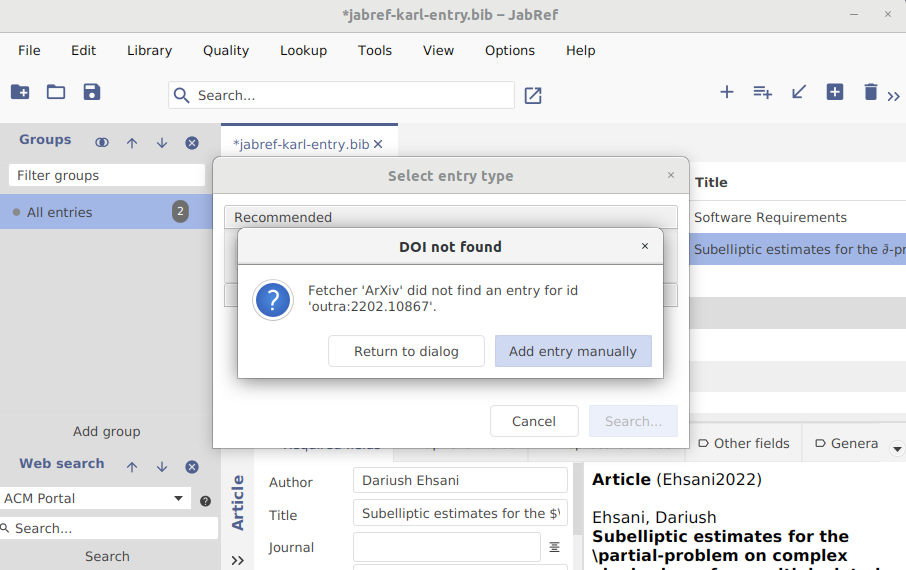 *jabref-karl-entry.bib – JabRef
File Edit Library Quality Lookup Tools View Options Help
Search...
Groups
*jabref-karl-entry.bib
Filter groups
Select entry type
Title
All entries 2
Recommended
Software Requirements
DOI not found
Subelliptic estimates for the ∂̄-pr
Fetcher 'ArXiv' did not find an entry for id
'outra:2202.10867'.
Return to dialog Add entry manually
Cancel Search...
Add group
Other fields Genera
Web search
Article
Author Dariush Ehsani
Article (Ehsani2022)
ACM Portal
Title Subelliptic estimates for the $\
Ehsani, Dariush
Search...
Journal
Subelliptic estimates for the
\partial-problem on complex
Search